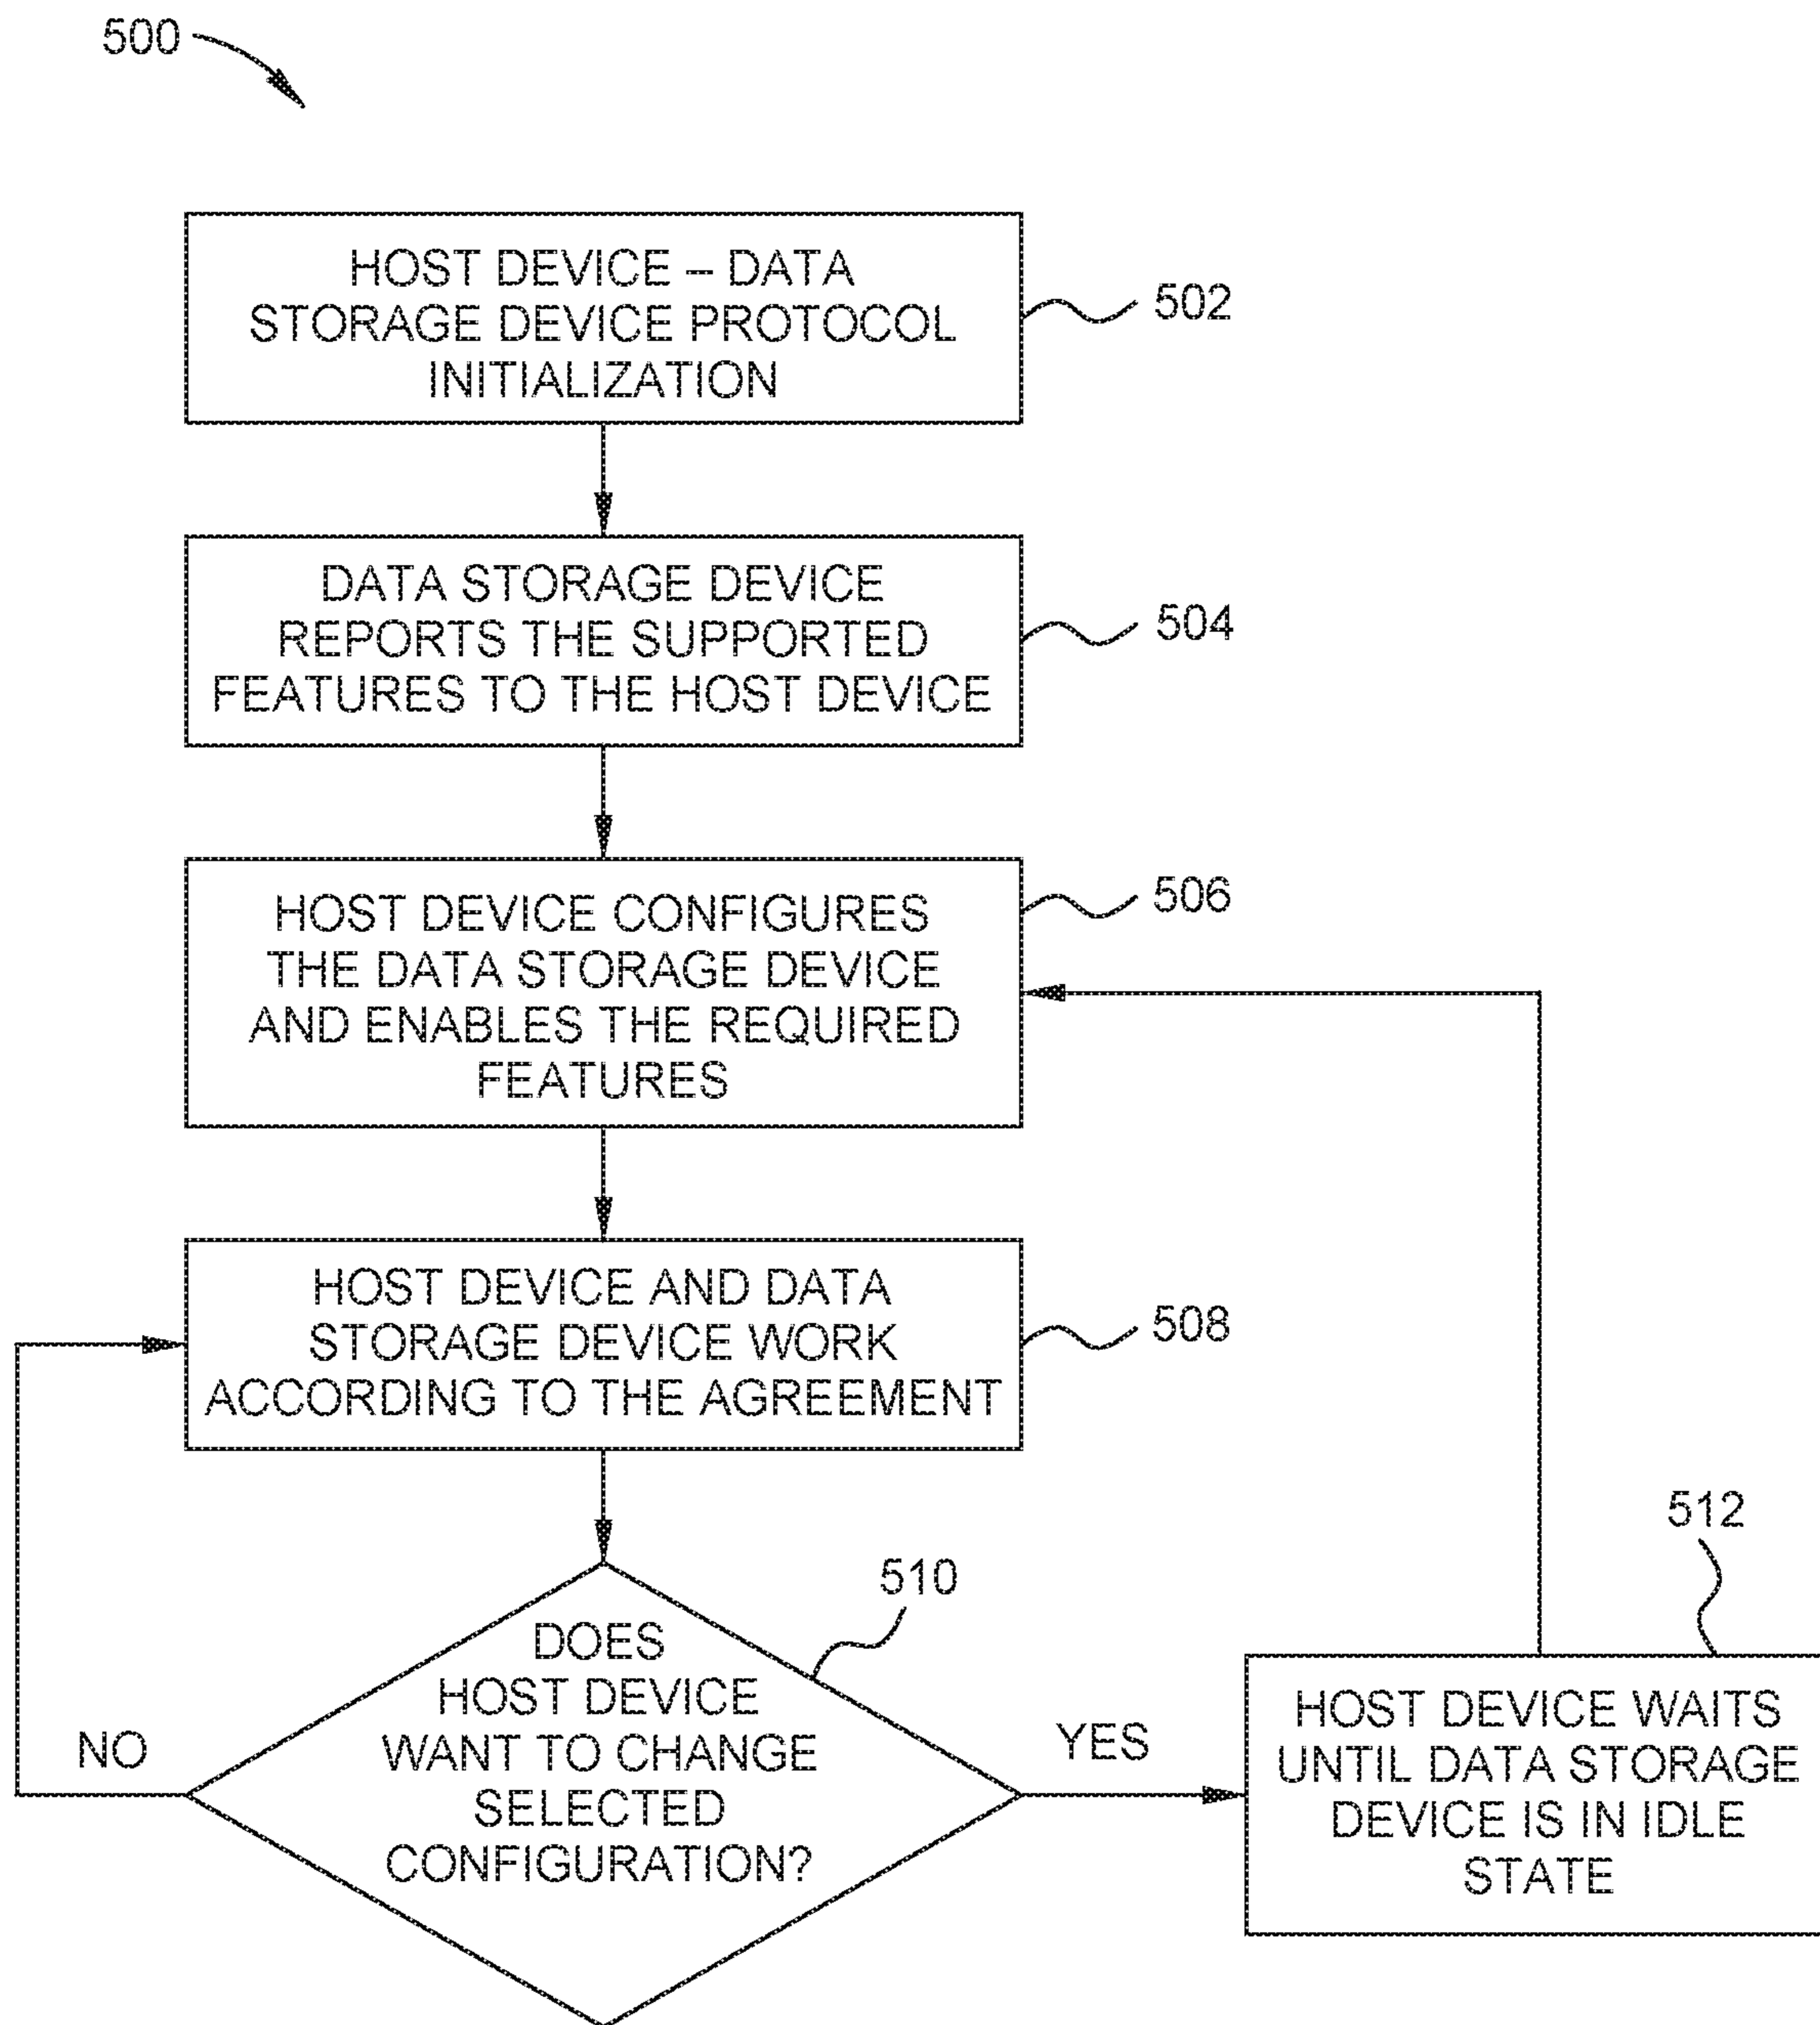 500
HOST DEVICE – DATA
STORAGE DEVICE PROTOCOL
INITIALIZATION
502
DATA STORAGE DEVICE
REPORTS THE SUPPORTED
FEATURES TO THE HOST DEVICE
504
HOST DEVICE CONFIGURES
THE DATA STORAGE DEVICE
AND ENABLES THE REQUIRED
FEATURES
506
HOST DEVICE AND DATA
STORAGE DEVICE WORK
ACCORDING TO THE AGREEMENT
508
DOES
HOST DEVICE
WANT TO CHANGE
SELECTED
CONFIGURATION?
510
NO
YES
HOST DEVICE WAITS
UNTIL DATA STORAGE
DEVICE IS IN IDLE
STATE
512